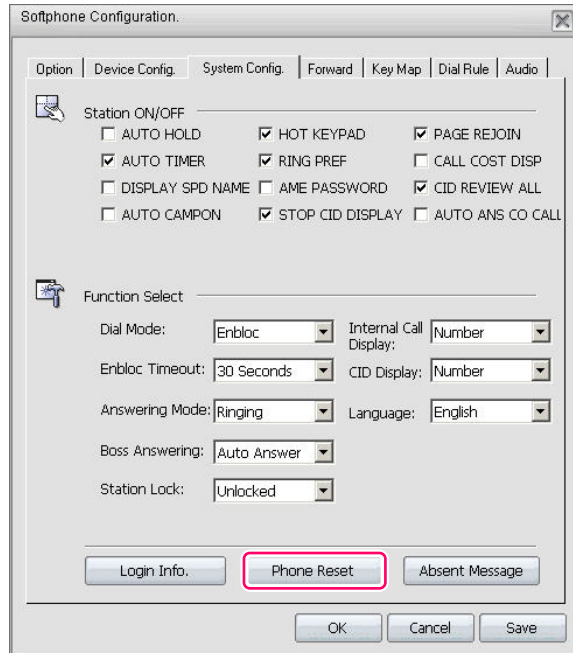 Softphone Configuration.
Option Device Config. System Config. Forward Key Map Dial Rule Audio
Station ON/OFF
AUTO HOLD HOT KEYPAD PAGE REJOIN
AUTO TIMER RING PREF CALL COST DISP
DISPLAY SPD NAME AME PASSWORD CID REVIEW ALL
AUTO CAMPON STOP CID DISPLAY AUTO ANS CO CALL
Function Select
Dial Mode: Enbloc Internal Call Display: Number
Enbloc Timeout: 30 Seconds CID Display: Number
Answering Mode: Ringing Language: English
Boss Answering: Auto Answer
Station Lock: Unlocked
Login Info. Phone Reset Absent Message
OK Cancel Save